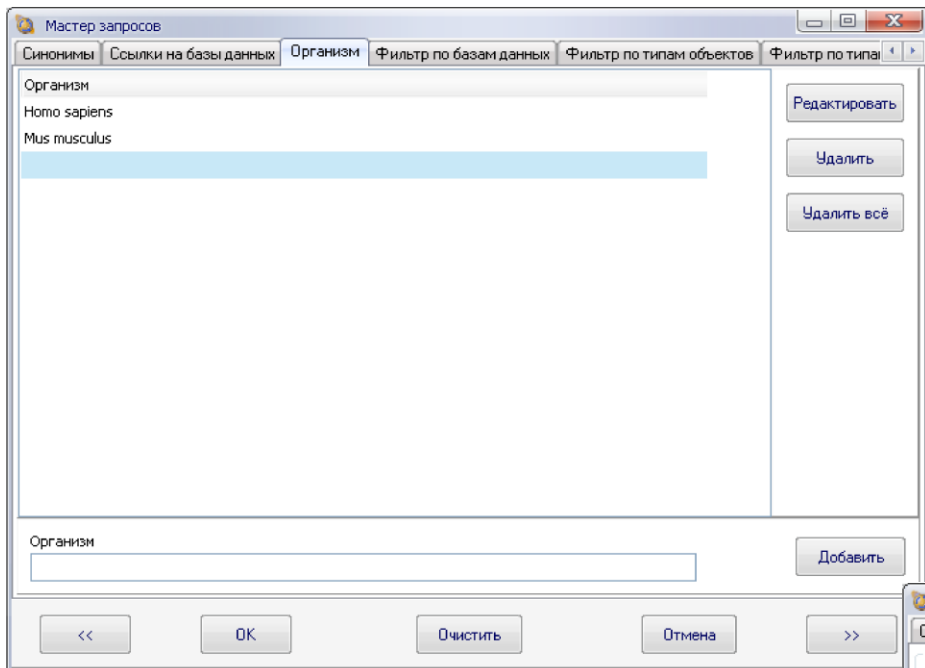 Мастер запросов
Синонимы Ссылки на базы данных Организм Фильтр по базам данных Фильтр по типам объектов Фильтр по типа
Организм
Homo sapiens
Mus musculus
Редактировать
Удалить
Удалить всё
Организм
Добавить
<< OK Очистить Отмена >>